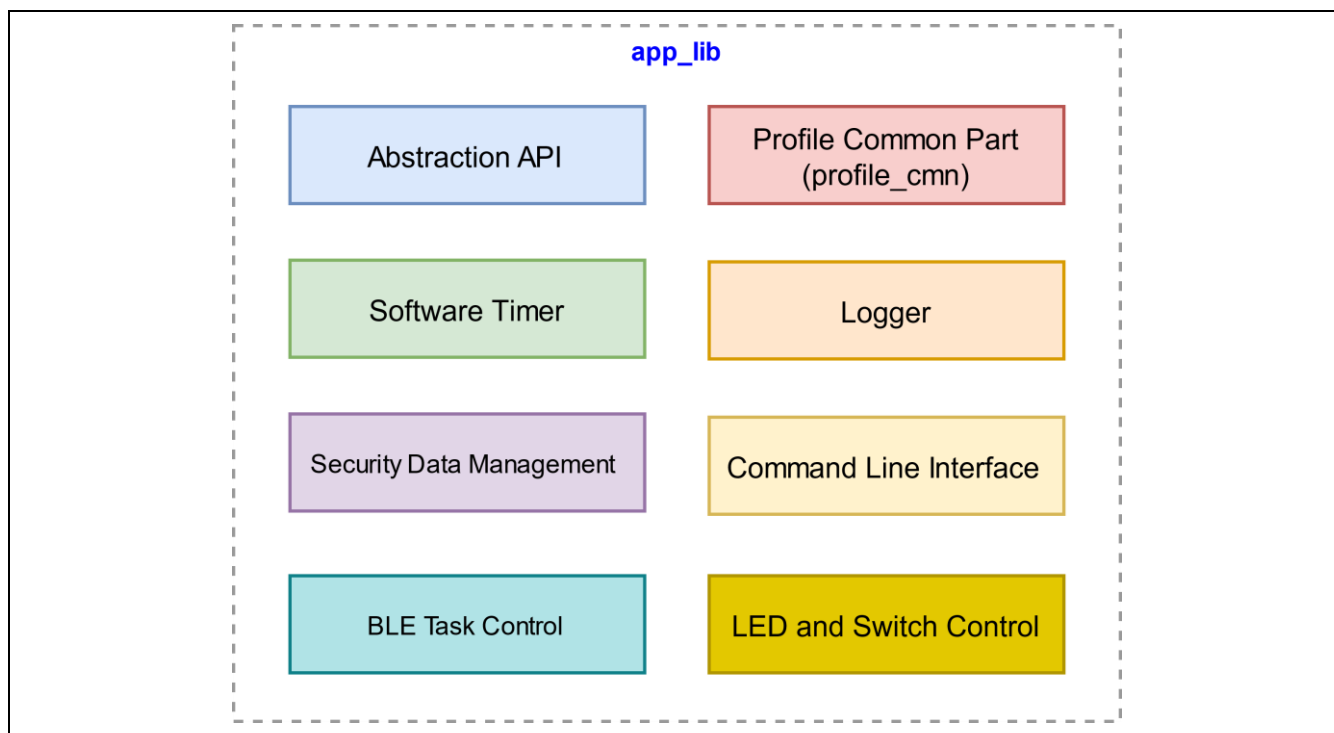 app_lib
Abstraction API
Profile Common Part
(profile_cmn)
Software Timer
Logger
Security Data Management
Command Line Interface
BLE Task Control
LED and Switch Control